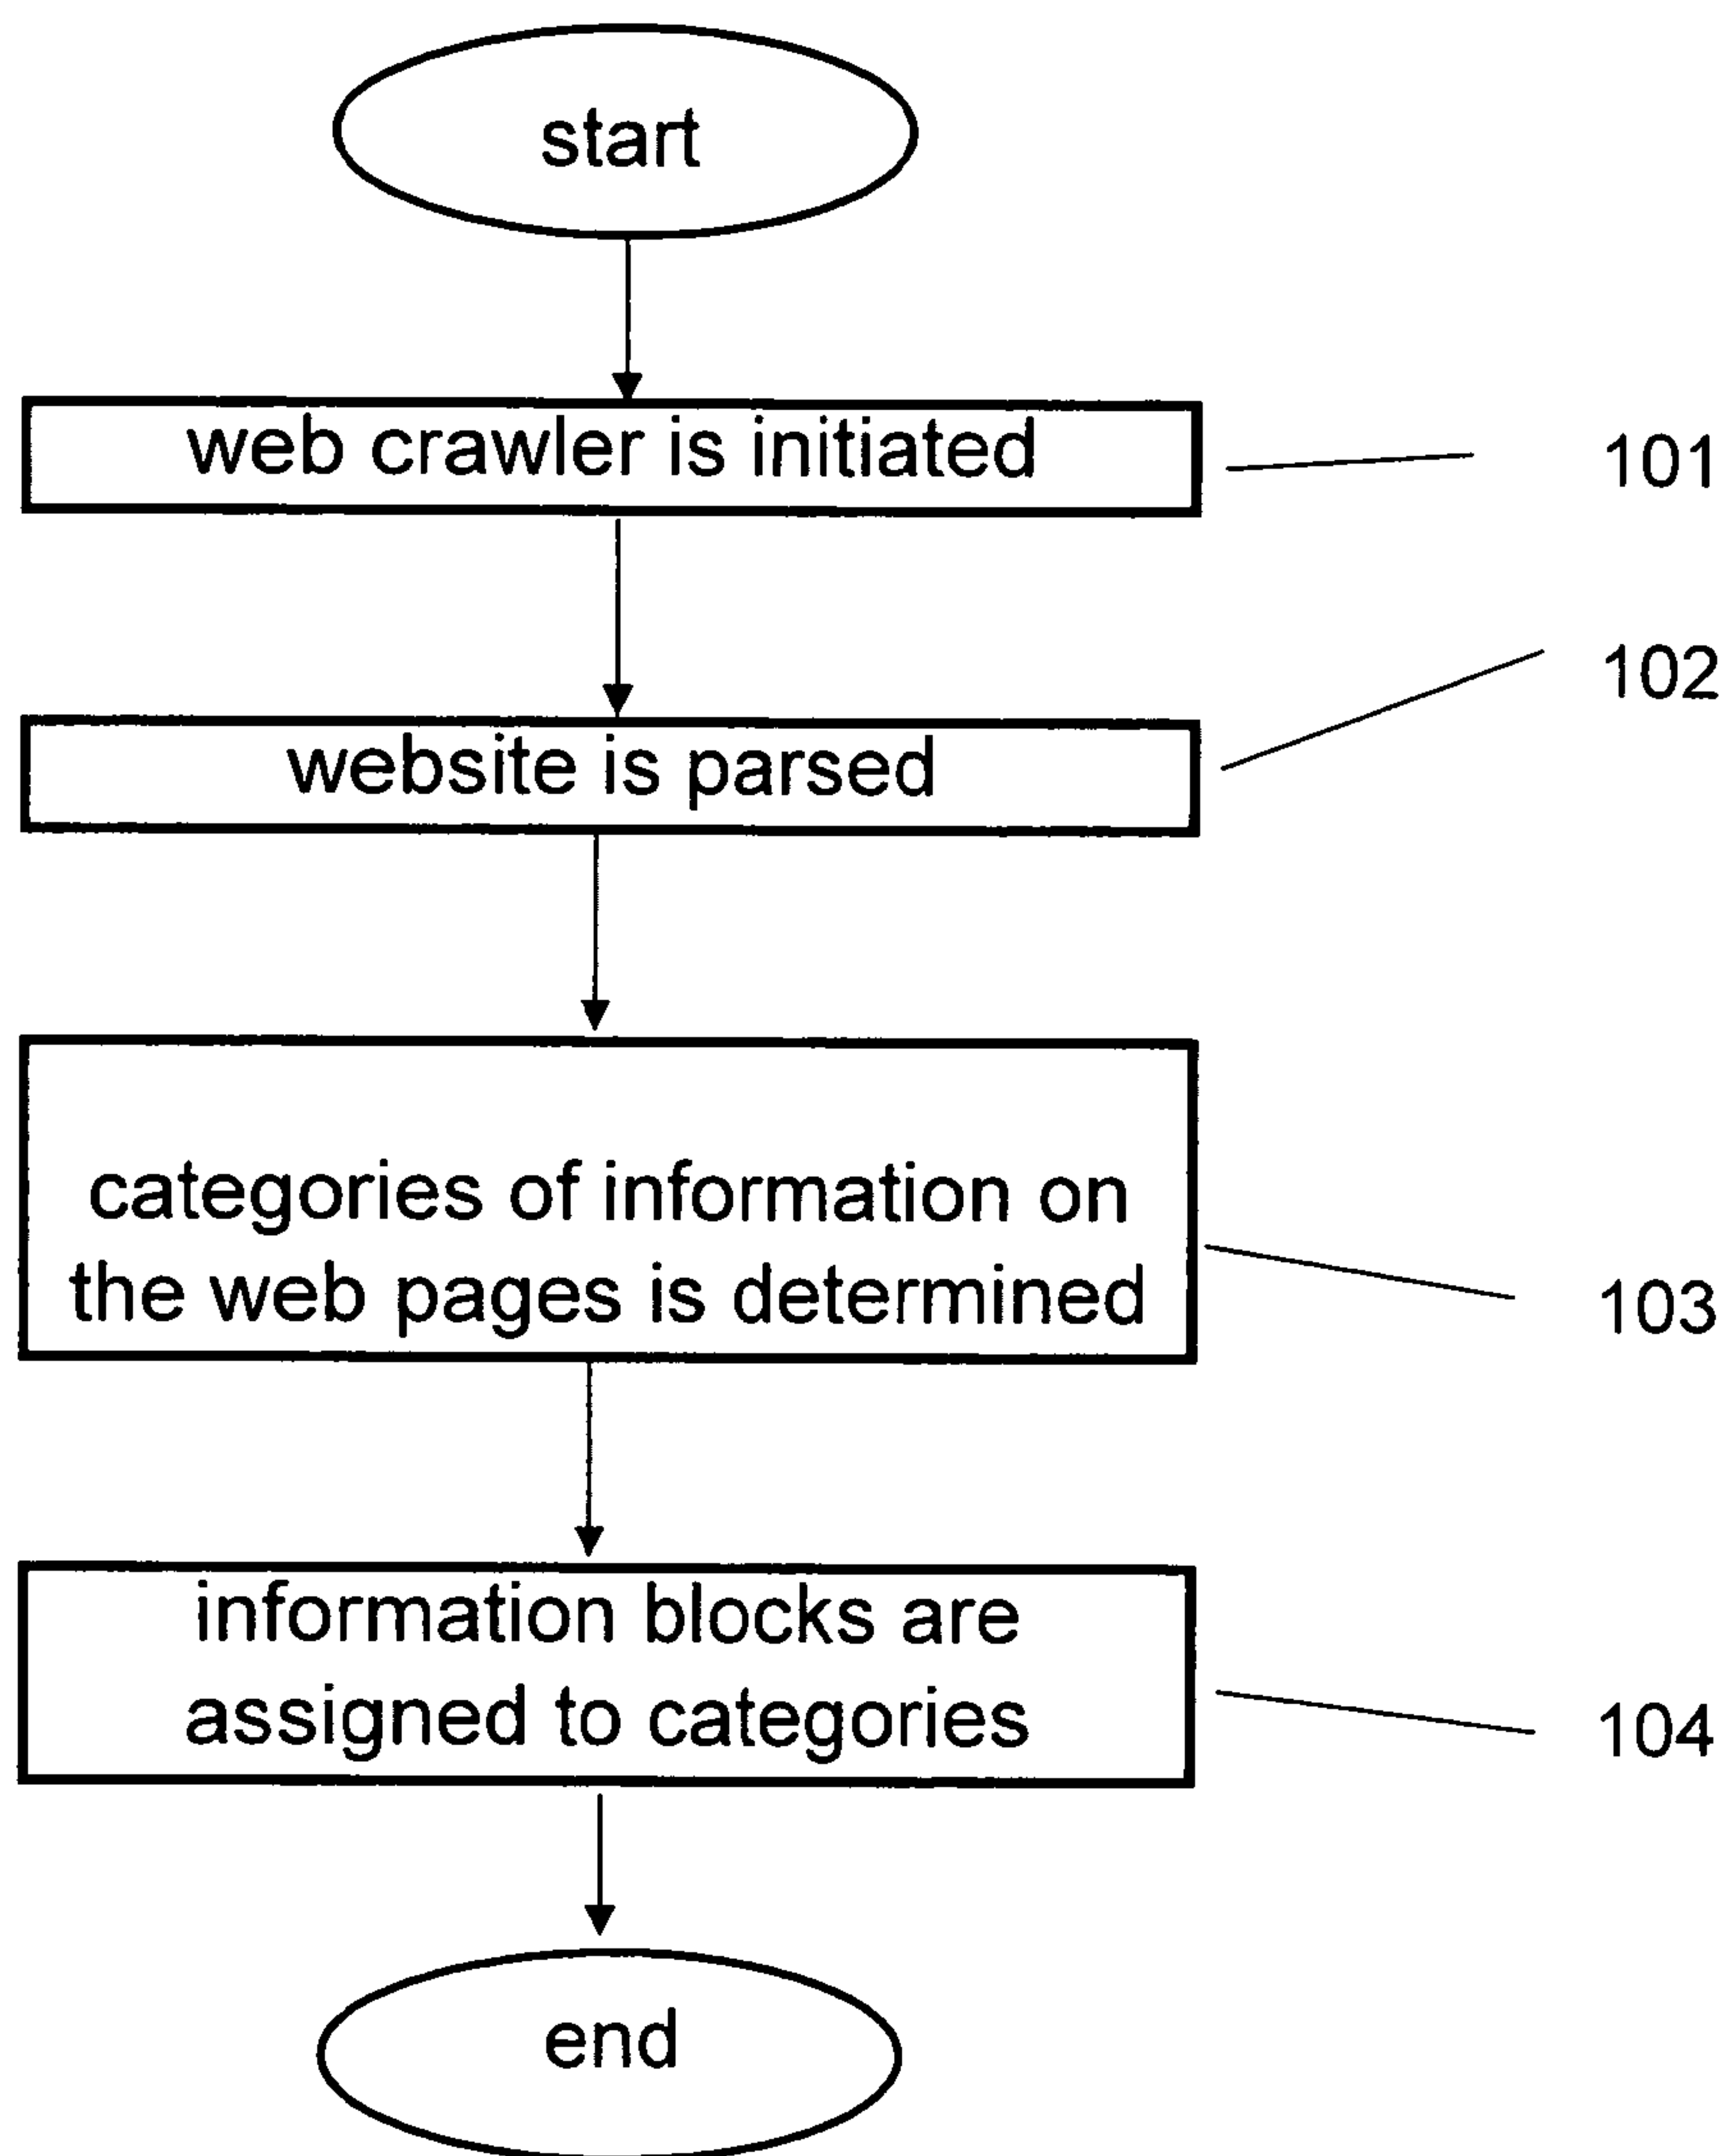 start
web crawler is initiated
101
102
website is parsed
categories of information on
the web pages is determined
103
information blocks are
assigned to categories
104
end